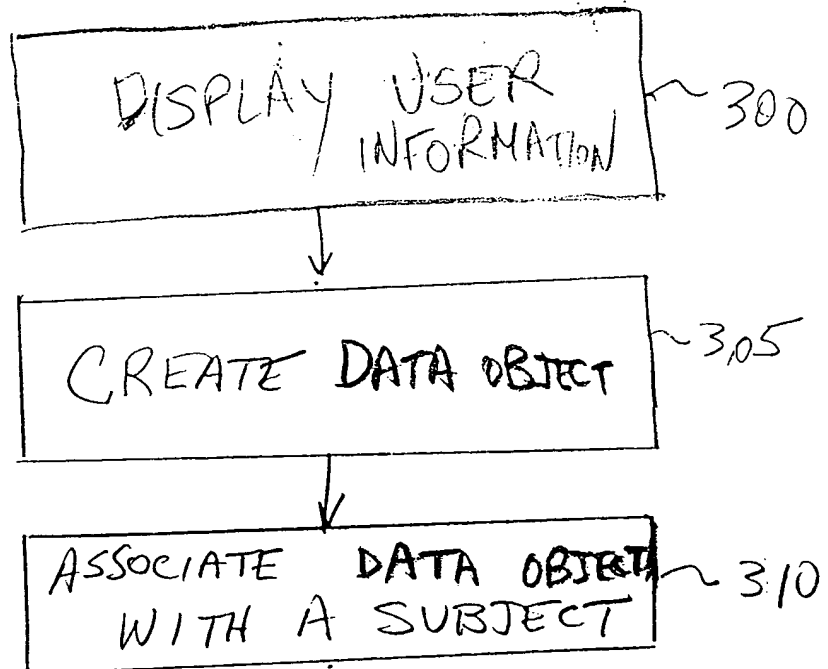 DISPLAY USER
INFORMATION
300
CREATE DATA OBJECT
305
ASSOCIATE DATA OBJECT
WITH A SUBJECT
310